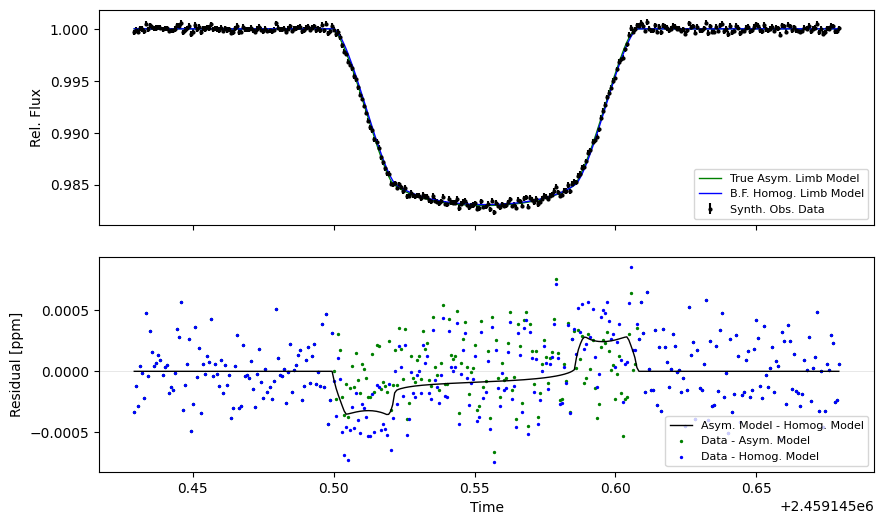 1.000
0.995
0.990
0.985
Rel. Flux
True Asym. Limb Model
B.F. Homog. Limb Model
Synth. Obs. Data
0.0005
0.0000
−0.0005
Residual [ppm]
Asym. Model - Homog. Model
Data - Asym. Model
Data - Homog. Model
0.45 0.50 0.55 0.60 0.65
Time
+2.459145e6